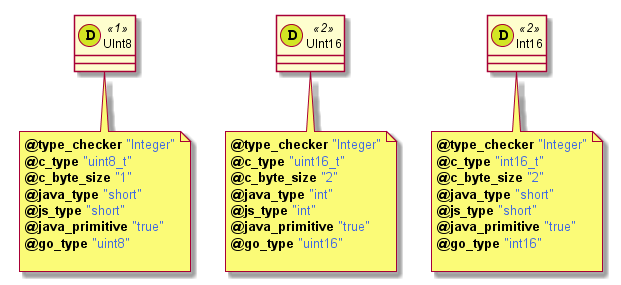 D «1»
UInt8
@type_checker "Integer"
@c_type "uint8_t"
@c_byte_size "1"
@java_type "short"
@js_type "short"
@java_primitive "true"
@go_type "uint8"
D «2»
UInt16
@type_checker "Integer"
@c_type "uint16_t"
@c_byte_size "2"
@java_type "int"
@js_type "int"
@java_primitive "true"
@go_type "uint16"
D «2»
Int16
@type_checker "Integer"
@c_type "int16_t"
@c_byte_size "2"
@java_type "short"
@js_type "short"
@java_primitive "true"
@go_type "int16"